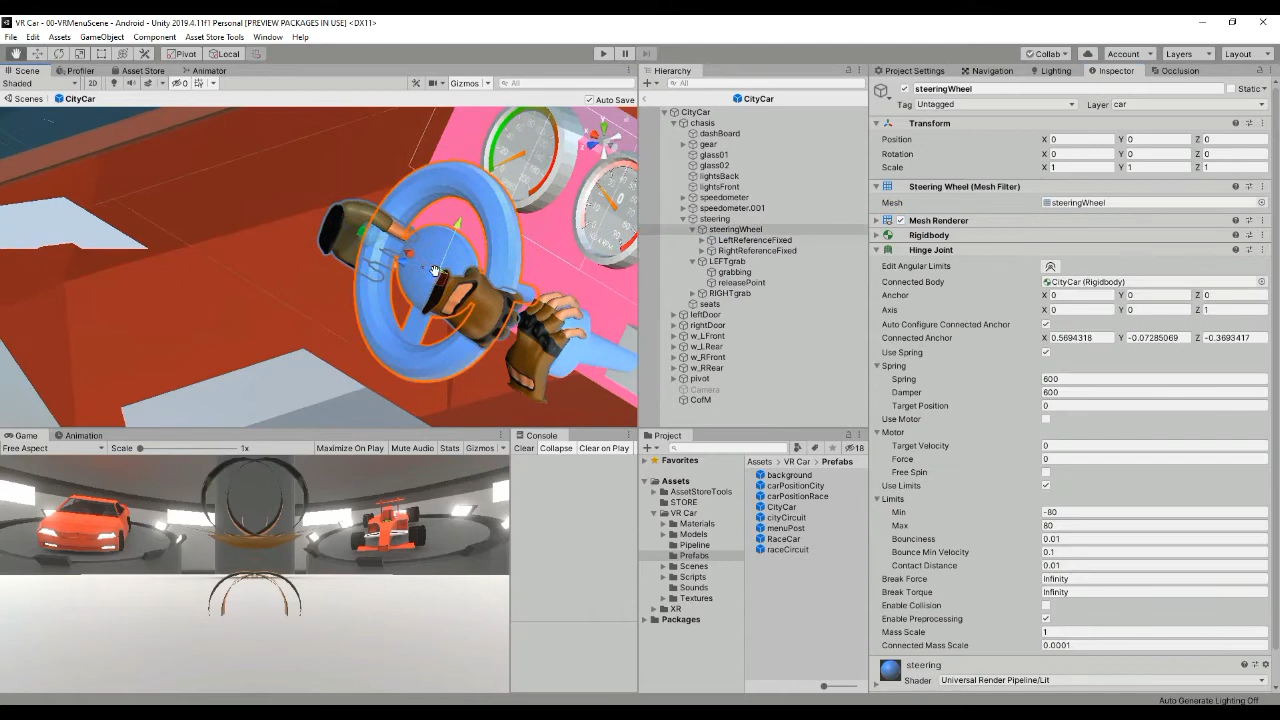 VR Car - 00-VRMenuScene - Android - Unity 2019.4.11f1 Personal [PREVIEW PACKAGES IN USE] <DX11>
File Edit Assets GameObject Component Asset Store Tools Window Help
Pivot Local Collab Account Layers Layout
Scene Profiler Asset Store Animator
Shaded 2D 0 Gizmos All
Scenes CityCar Auto Save
Hierarchy
All
CityCar
CityCar
chasis
dashBoard
gear
glass01
glass02
lightsBack
lightsFront
speedometer
speedometer.001
steering
steeringWheel
LeftReferenceFixed
RightReferenceFixed
LEFTgrab
grabbing
releasePoint
RIGHTgrab
seats
leftDoor
rightDoor
w_LFront
w_LRear
w_RFront
w_RRear
pivot
Camera
CofM
Project Settings Navigation Lighting Inspector Occlusion
steeringWheel Static
Tag Untagged Layer car
Transform
Position X 0 Y 0 Z 0
Rotation X 0 Y 0 Z 0
Scale X 1 Y 1 Z 1
Steering Wheel (Mesh Filter)
Mesh steeringWheel
Mesh Renderer
Rigidbody
Hinge Joint
Edit Angular Limits
Connected Body CityCar (Rigidbody)
Anchor X 0 Y 0 Z 0
Axis X 0 Y 0 Z 1
Auto Configure Connected Anchor
Connected Anchor X 0.5694318 Y -0.07285069 Z -0.3693417
Use Spring
Spring
Spring 600
Damper 600
Target Position 0
Use Motor
Motor
Target Velocity 0
Force 0
Free Spin
Use Limits
Limits
Min -80
Max 80
Bounciness 0.01
Bounce Min Velocity 0.1
Contact Distance 0.01
Break Force Infinity
Break Torque Infinity
Enable Collision
Enable Preprocessing
Mass Scale 1
Connected Mass Scale 0.0001
steering
Shader Universal Render Pipeline/Lit
Game Animation
Free Aspect Scale 1x Maximize On Play Mute Audio Stats Gizmos
Console
Clear Collapse Clear on Play
Project
18
Favorites
Assets
AssetStoreTools
STORE
VR Car
Materials
Models
Pipeline
Prefabs
Scenes
Scripts
Sounds
Textures
XR
Packages
Assets VR Car Prefabs
background
carPositionCity
carPositionRace
CityCar
cityCircuit
menuPost
RaceCar
raceCircuit
Auto Generate Lighting Off